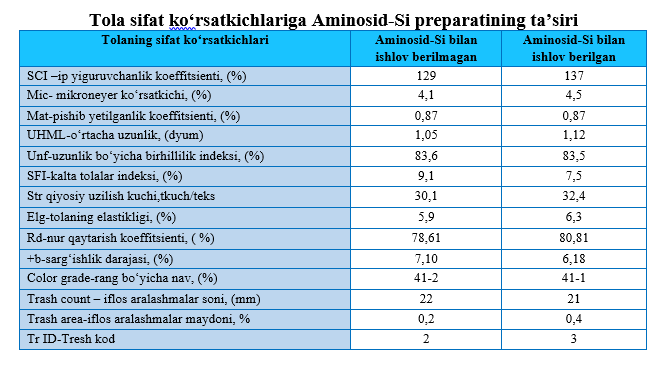 Tola sifat ko‘rsatkichlariga Aminosid-Si preparatining ta’siri
Tolaning sifat ko‘rsatkichlari Aminosid-Si bilan ishlov berilmagan Aminosid-Si bilan ishlov berilgan
SCI –ip yiguruvchanlik koeffitsienti, (%) 129 137
Mic- mikroneyer ko‘rsatkichi, (%) 4,1 4,5
Mat-pishib yetilganlik koeffitsienti, (%) 0,87 0,87
UHML-o‘rtacha uzunlik, (dyum) 1,05 1,12
Unf-uzunlik bo‘yicha birhillilik indeksi, (%) 83,6 83,5
SFI-kalta tolalar indeksi, (%) 9,1 7,5
Str qiyosiy uzilish kuchi,tkuch/teks 30,1 32,4
Elg-tolaning elastikligi, (%) 5,9 6,3
Rd-nur qaytarish koeffitsienti, ( %) 78,61 80,81
+b-sarg‘ishlik darajasi, (%) 7,10 6,18
Color grade-rang bo‘yicha nav, (%) 41-2 41-1
Trash count – iflos aralashmalar soni, (mm) 22 21
Trash area-iflos aralashmalar maydoni, % 0,2 0,4
Tr ID-Tresh kod 2 3